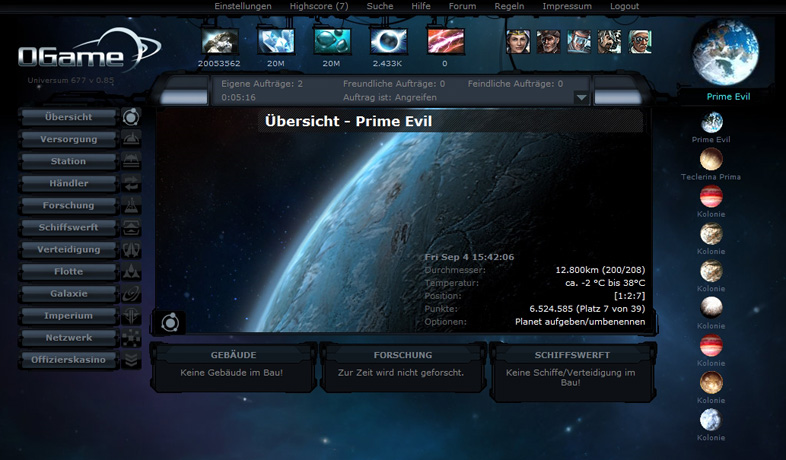 Einstellungen Highscore (7) Suche Hilfe Forum Regeln Impressum Logout
OGame
Universum 677 v 0.85
20053562 20M 20M 2.433K 0
Prime Evil
Eigene Aufträge: 2 Freundliche Aufträge: 0 Feindliche Aufträge: 0
0:05:16 Auftrag ist: Angreifen
Übersicht
Versorgung
Station
Händler
Forschung
Schiffswerft
Verteidigung
Flotte
Galaxie
Imperium
Netzwerk
Offizierskasino
Übersicht - Prime Evil
Fri Sep 4 15:42:06
Durchmesser: 12.800km (200/208)
Temperatur: ca. -2 °C bis 38°C
Position: [1:2:7]
Punkte: 6.524.585 (Platz 7 von 39)
Optionen: Planet aufgeben/umbenennen
GEBÄUDE
Keine Gebäude im Bau!
FORSCHUNG
Zur Zeit wird nicht geforscht.
SCHIFFSWERFT
Keine Schiffe/Verteidigung im
Bau!
Prime Evil
Teclerina Prima
Kolonie
Kolonie
Kolonie
Kolonie
Kolonie
Kolonie
Kolonie